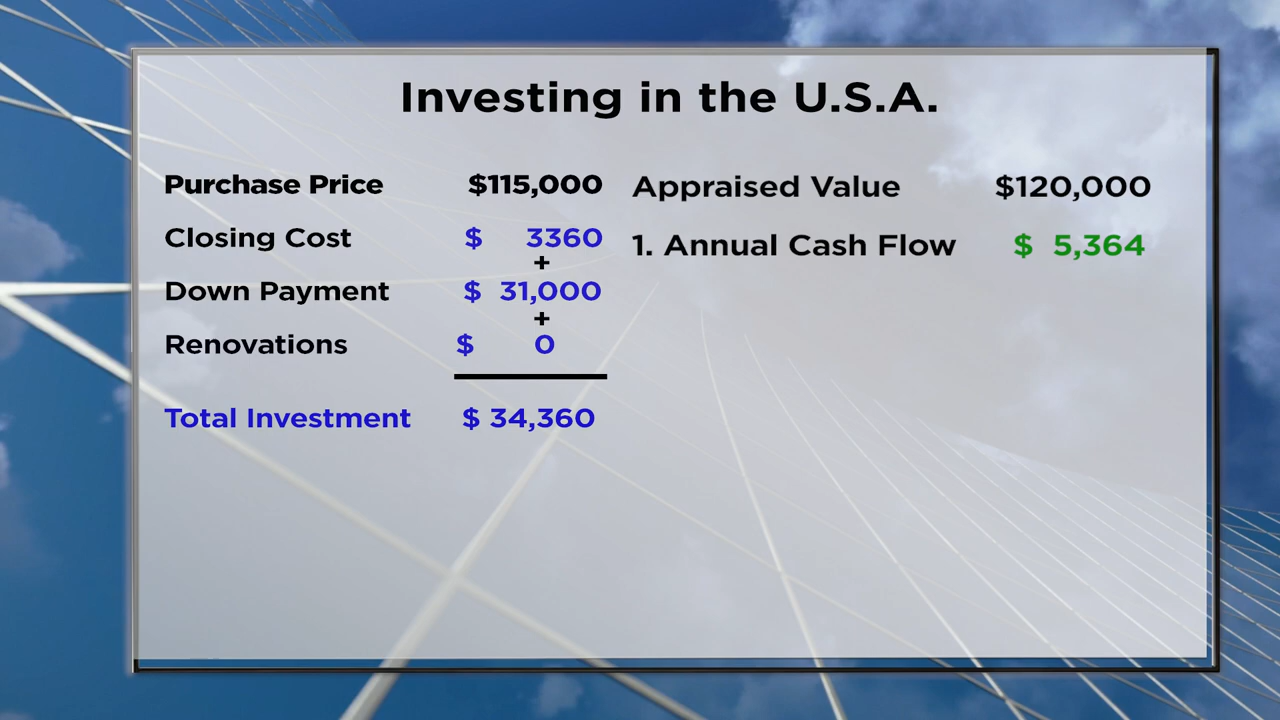 Investing in the U.S.A.
Purchase Price $115,000
Closing Cost $ 3360
+
Down Payment $ 31,000
+
Renovations $ 0
Total Investment $ 34,360
Appraised Value $120,000
1. Annual Cash Flow $ 5,364